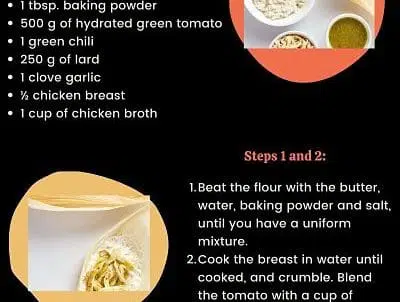 • 1 tbsp. baking powder
• 500 g of hydrated green tomato
• 1 green chili
• 250 g of lard
• 1 clove garlic
• ½ chicken breast
• 1 cup of chicken broth
Steps 1 and 2:
1. Beat the flour with the butter,
water, baking powder and salt,
until you have a uniform
mixture.
2. Cook the breast in water until
cooked, and crumble. Blend
the tomato with a cup of